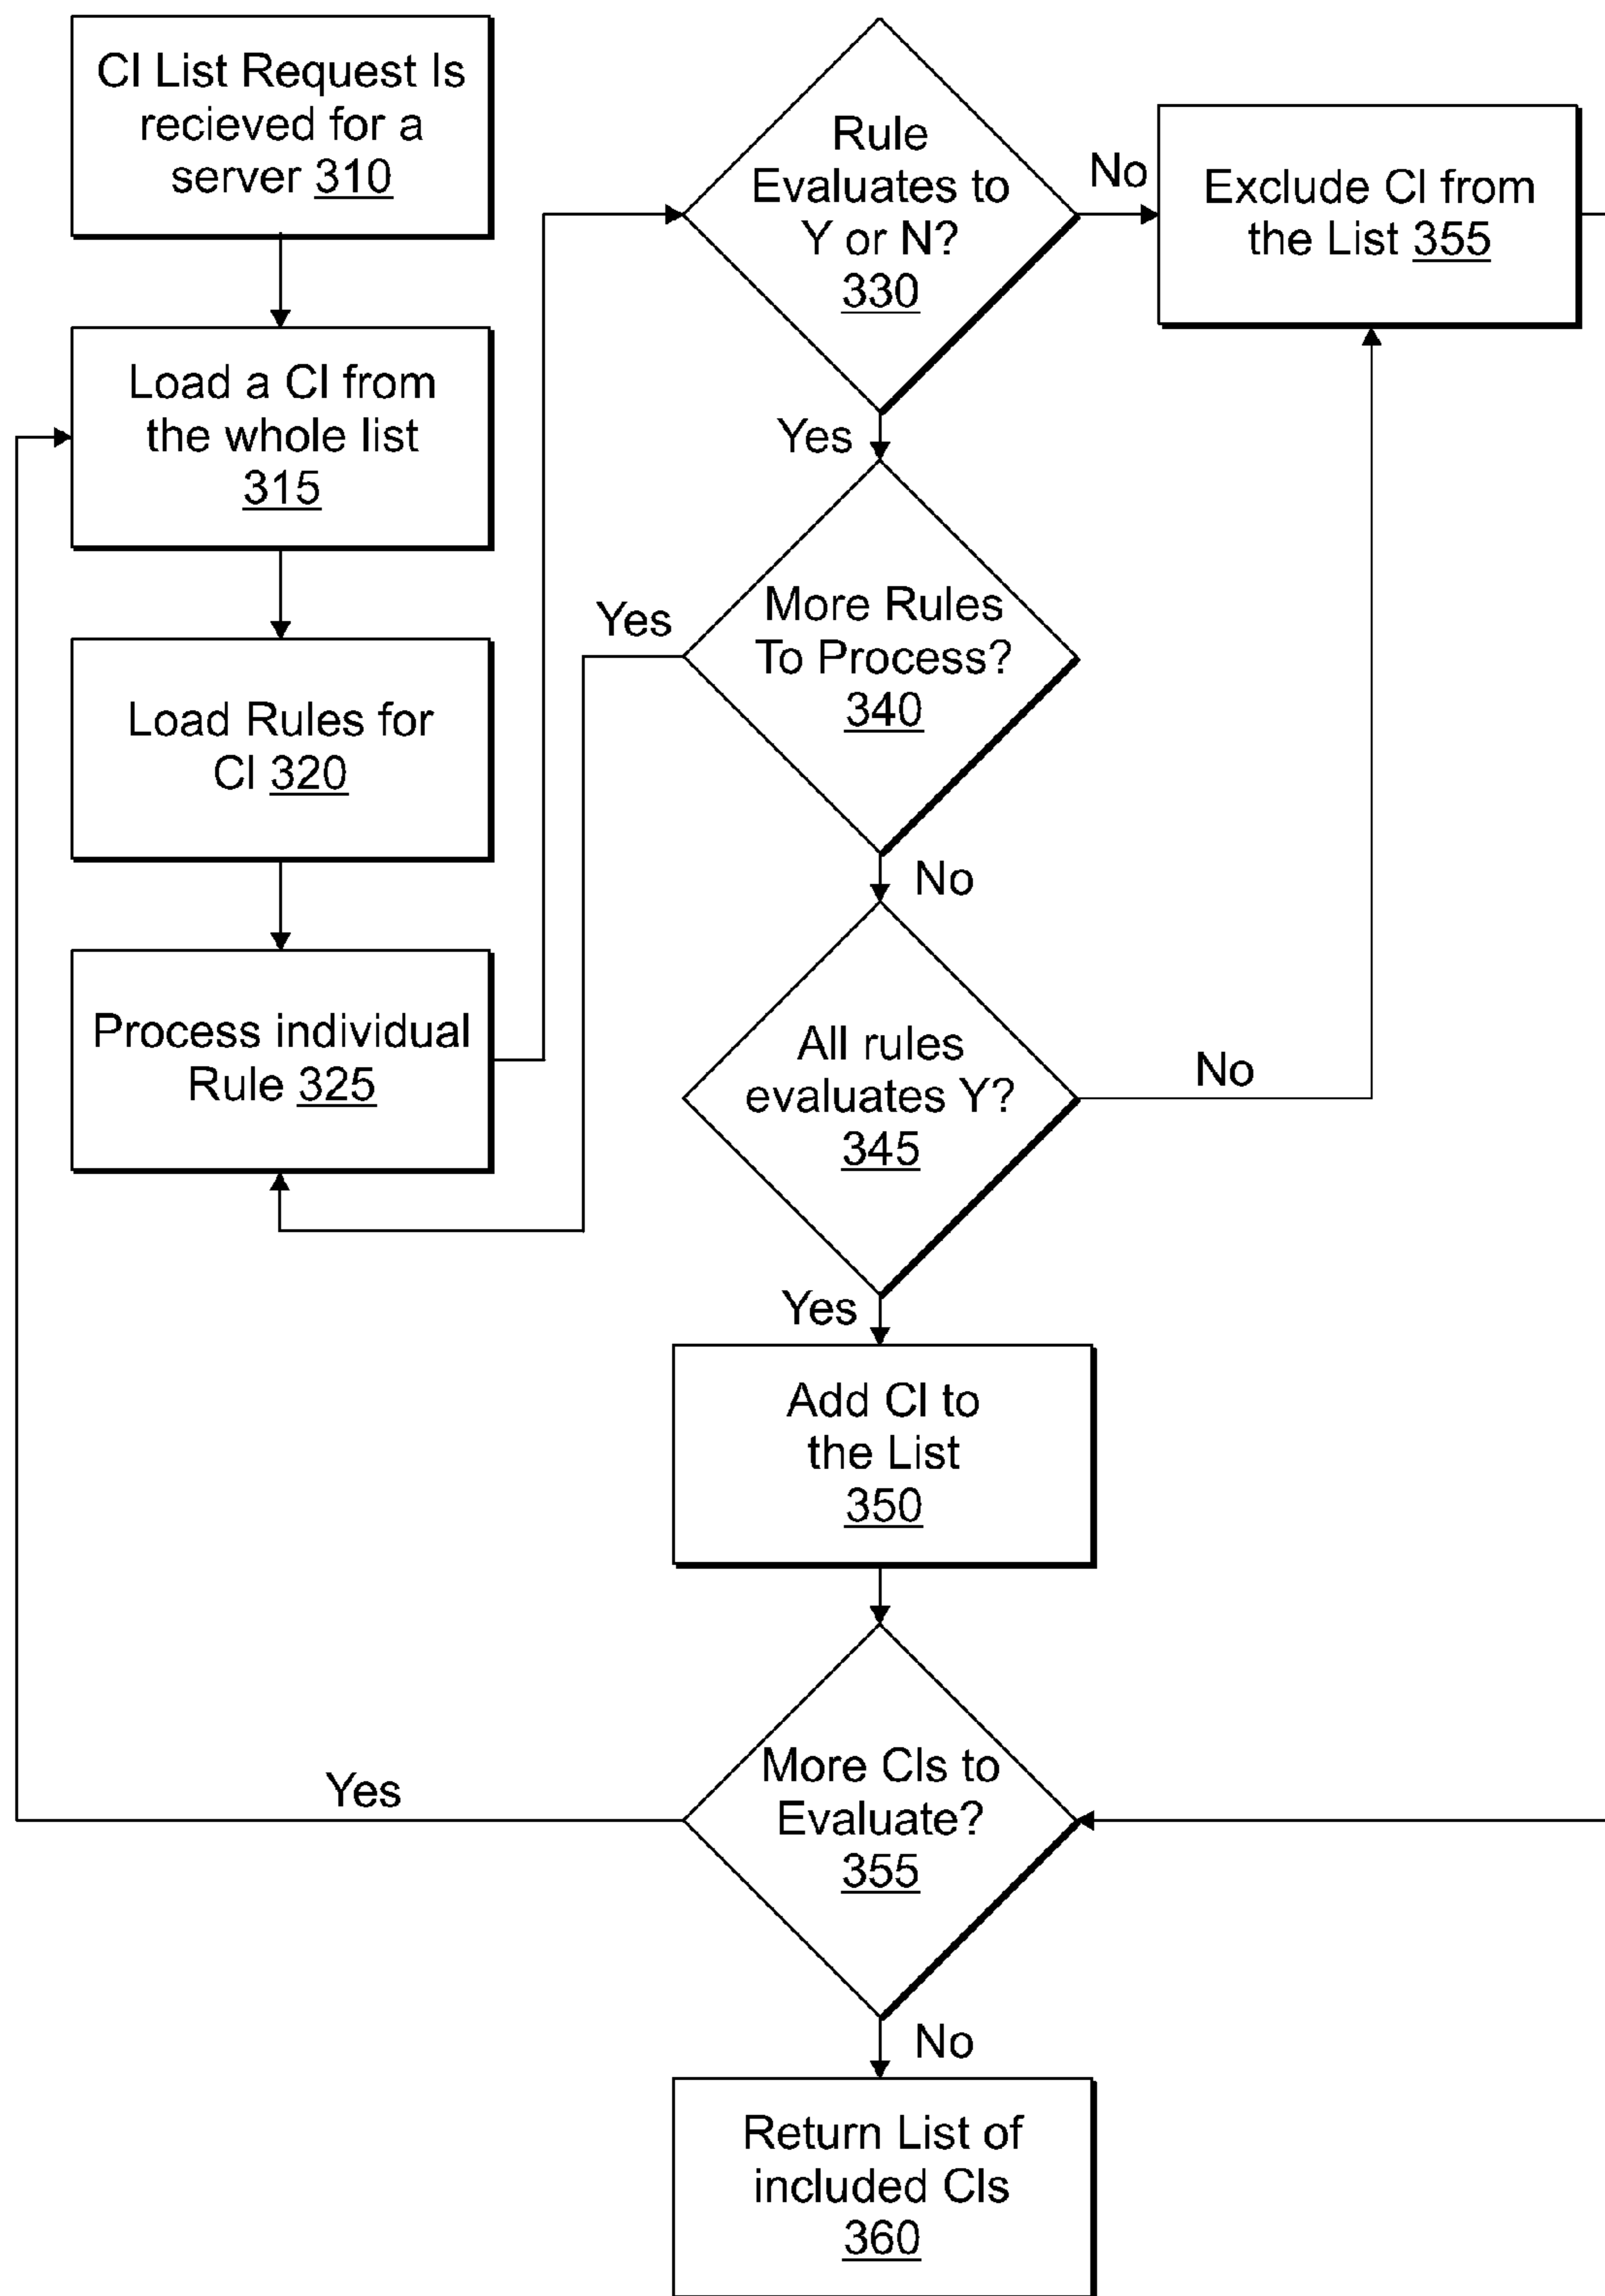 CI List Request Is
recieved for a
server 310
Load a CI from
the whole list
315
Load Rules for
CI 320
Process individual
Rule 325
Rule
Evaluates to
Y or N?
330
No
Exclude CI from
the List 355
Yes
More Rules
To Process?
340
Yes
No
All rules
evaluates Y?
345
No
Yes
Add CI to
the List
350
More CIs to
Evaluate?
355
Yes
No
Return List of
included CIs
360